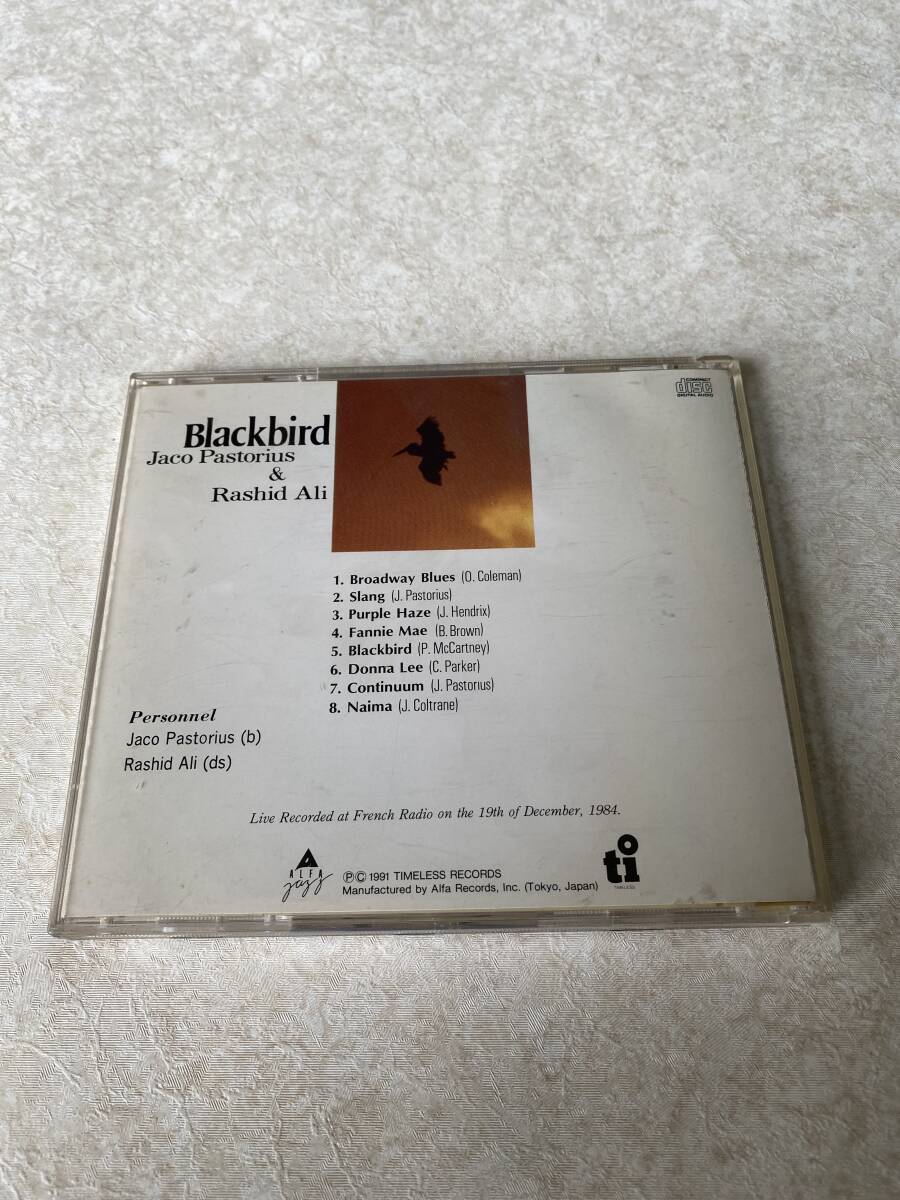 COMPACT
disc
DIGITAL AUDIO
Blackbird
Jaco Pastorius
&
Rashid Ali
1. Broadway Blues (O. Coleman)
2. Slang (J. Pastorius)
3. Purple Haze (J. Hendrix)
4. Fannie Mae (B. Brown)
5. Blackbird (P. McCartney)
6. Donna Lee (C. Parker)
7. Continuum (J. Pastorius)
8. Naima (J. Coltrane)
Personnel
Jaco Pastorius (b)
Rashid Ali (ds)
Live Recorded at French Radio on the 19th of December, 1984.
ALFA
jazz
ⓅⒸ 1991 TIMELESS RECORDS
Manufactured by Alfa Records, Inc. (Tokyo, Japan)
ti
TIMELESS